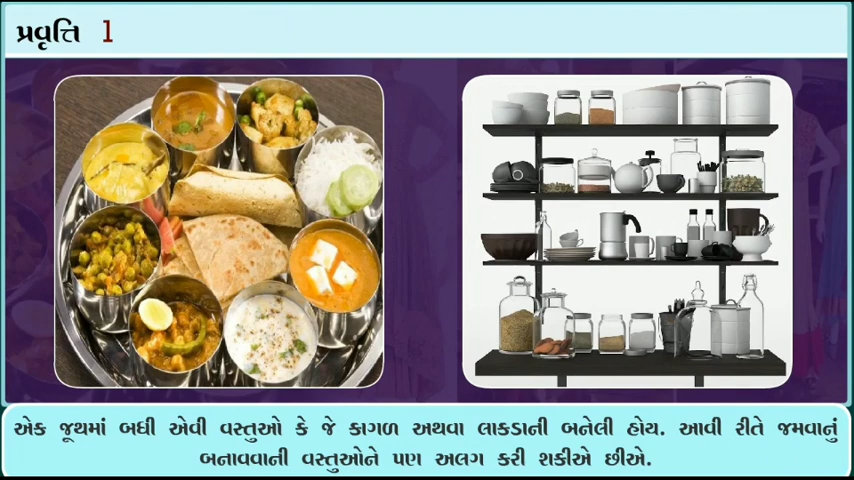 પ્રવૃત્તિ 1
એક જૂથમાં બધી એવી વસ્તુઓ કે જે કાગળ અથવા લાકડાની બનેલી હોય. આવી રીતે જમવાનું
બનાવવાની વસ્તુઓને પણ અલગ કરી શકીએ છીએ.